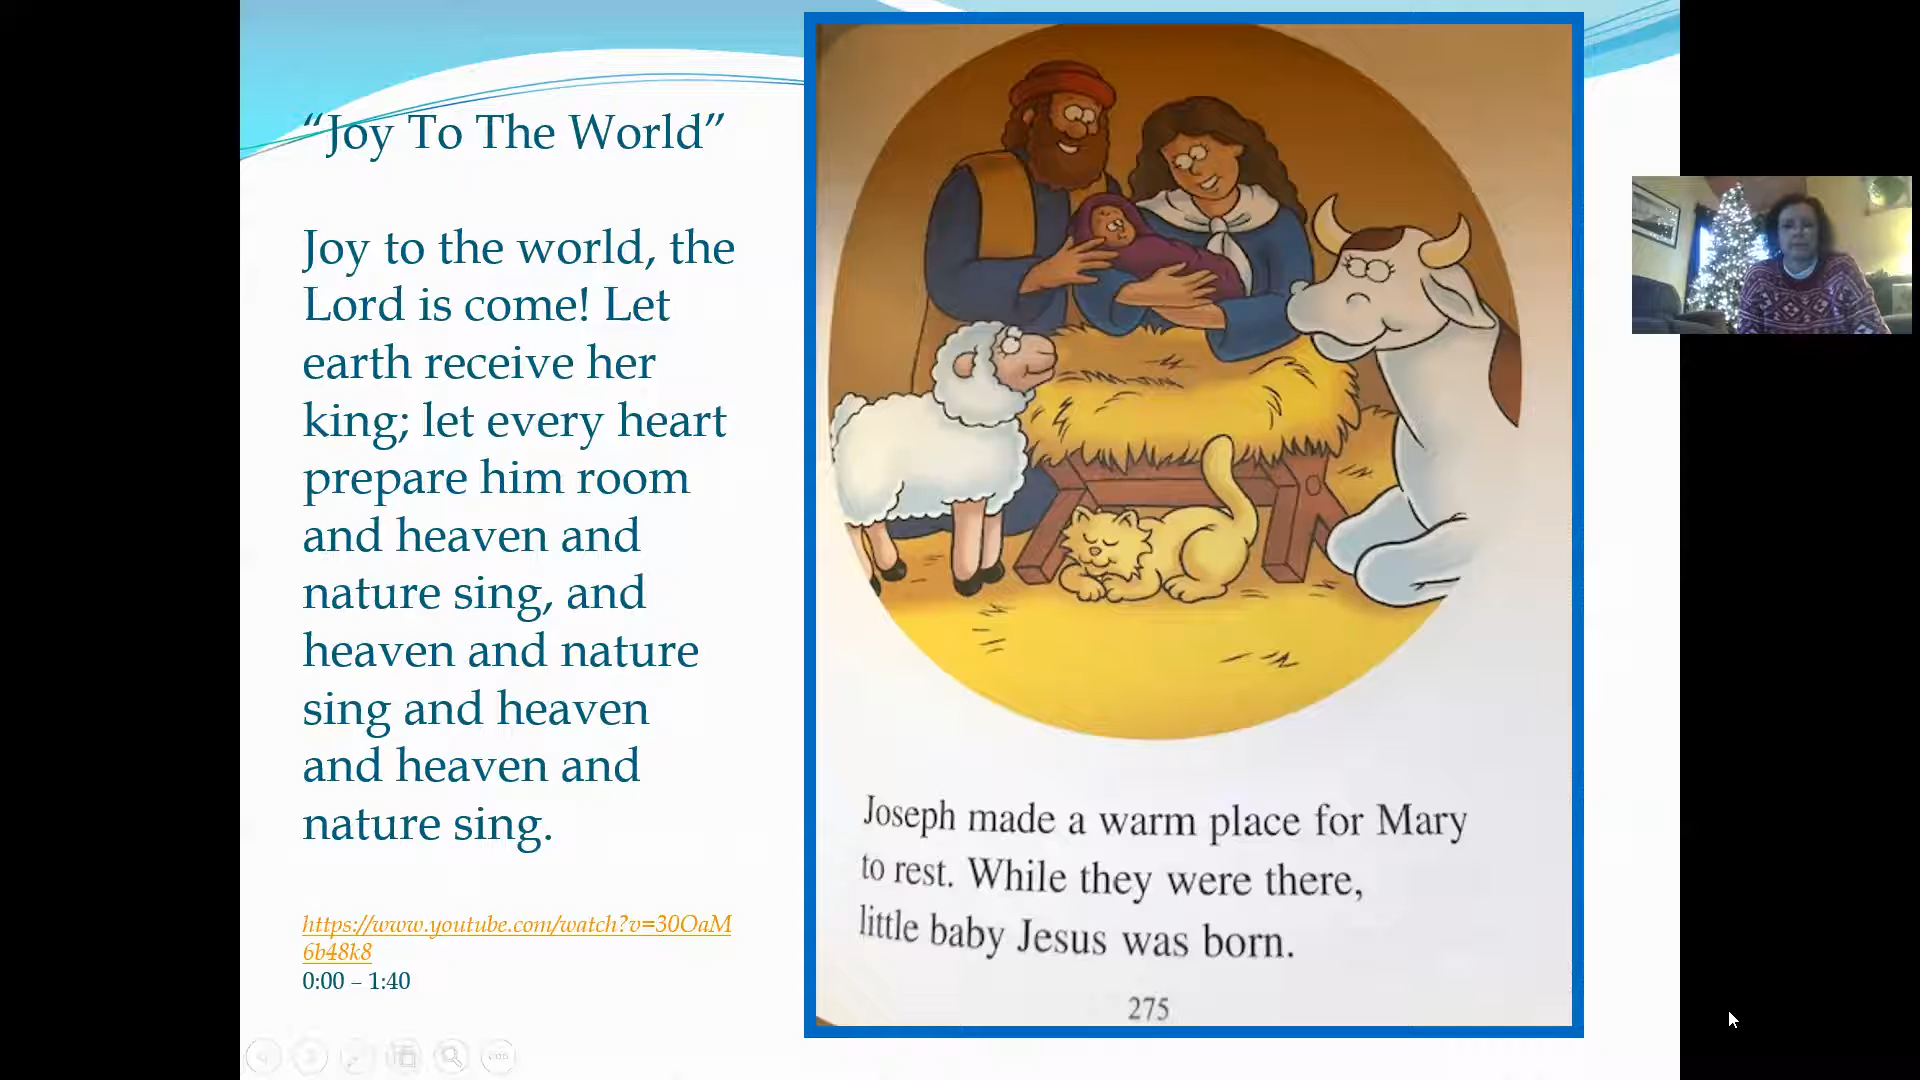 “Joy To The World”
Joy to the world, the
Lord is come! Let
earth receive her
king; let every heart
prepare him room
and heaven and
nature sing, and
heaven and nature
sing and heaven
and heaven and
nature sing.
https://www.youtube.com/watch?v=30OaM
6b48k8
0:00 – 1:40
Joseph made a warm place for Mary
to rest. While they were there,
little baby Jesus was born.
275